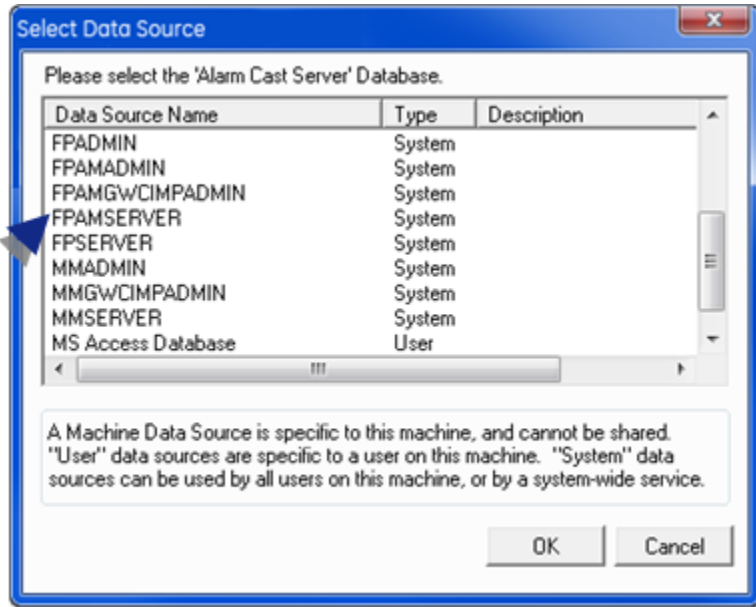 Select Data Source
Please select the 'Alarm Cast Server' Database.
Data Source Name Type Description
FPADMIN System
FPAMADMIN System
FPAMGWCIMPADMIN System
FPAMSERVER System
FPSERVER System
MMADMIN System
MMGWCIMPADMIN System
MMSERVER System
MS Access Database User
A Machine Data Source is specific to this machine, and cannot be shared.
"User" data sources are specific to a user on this machine. "System" data
sources can be used by all users on this machine, or by a system-wide service.
OK Cancel